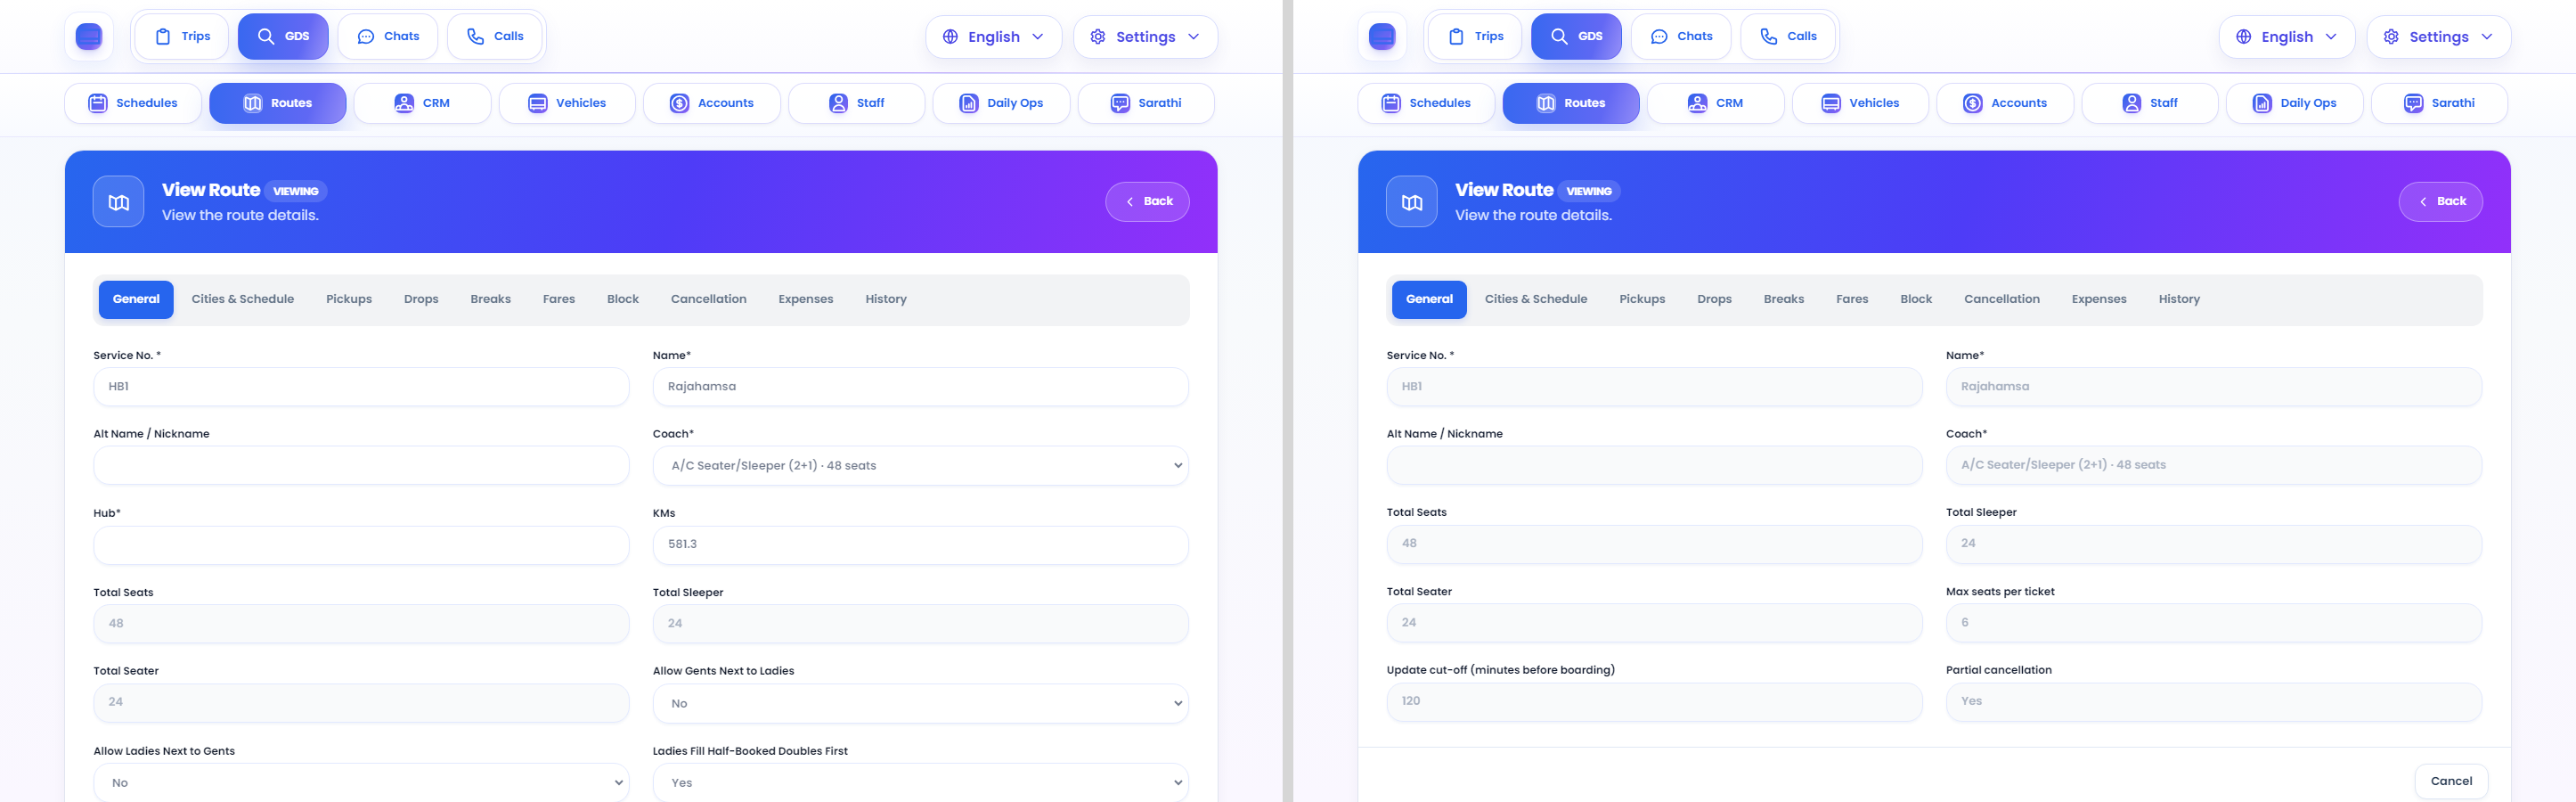 Trips GDS Chats Calls English Settings
Schedules Routes CRM Vehicles Accounts Staff Daily Ops Sarathi
View Route VIEWING
View the route details.
Back
General Cities & Schedule Pickups Drops Breaks Fares Block Cancellation Expenses History
Service No. * Name*
HB1 Rajahamsa
Alt Name / Nickname Coach*
A/C Seater/Sleeper (2+1) · 48 seats
Hub* KMs
581.3
Total Seats Total Sleeper
48 24
Total Seater Allow Gents Next to Ladies
24 No
Allow Ladies Next to Gents Ladies Fill Half-Booked Doubles First
No Yes
Trips GDS Chats Calls English Settings
Schedules Routes CRM Vehicles Accounts Staff Daily Ops Sarathi
View Route VIEWING
View the route details.
Back
General Cities & Schedule Pickups Drops Breaks Fares Block Cancellation Expenses History
Service No. * Name*
HB1 Rajahamsa
Alt Name / Nickname Coach*
A/C Seater/Sleeper (2+1) · 48 seats
Total Seats Total Sleeper
48 24
Total Seater Max seats per ticket
24 6
Update cut-off (minutes before boarding) Partial cancellation
120 Yes
Cancel